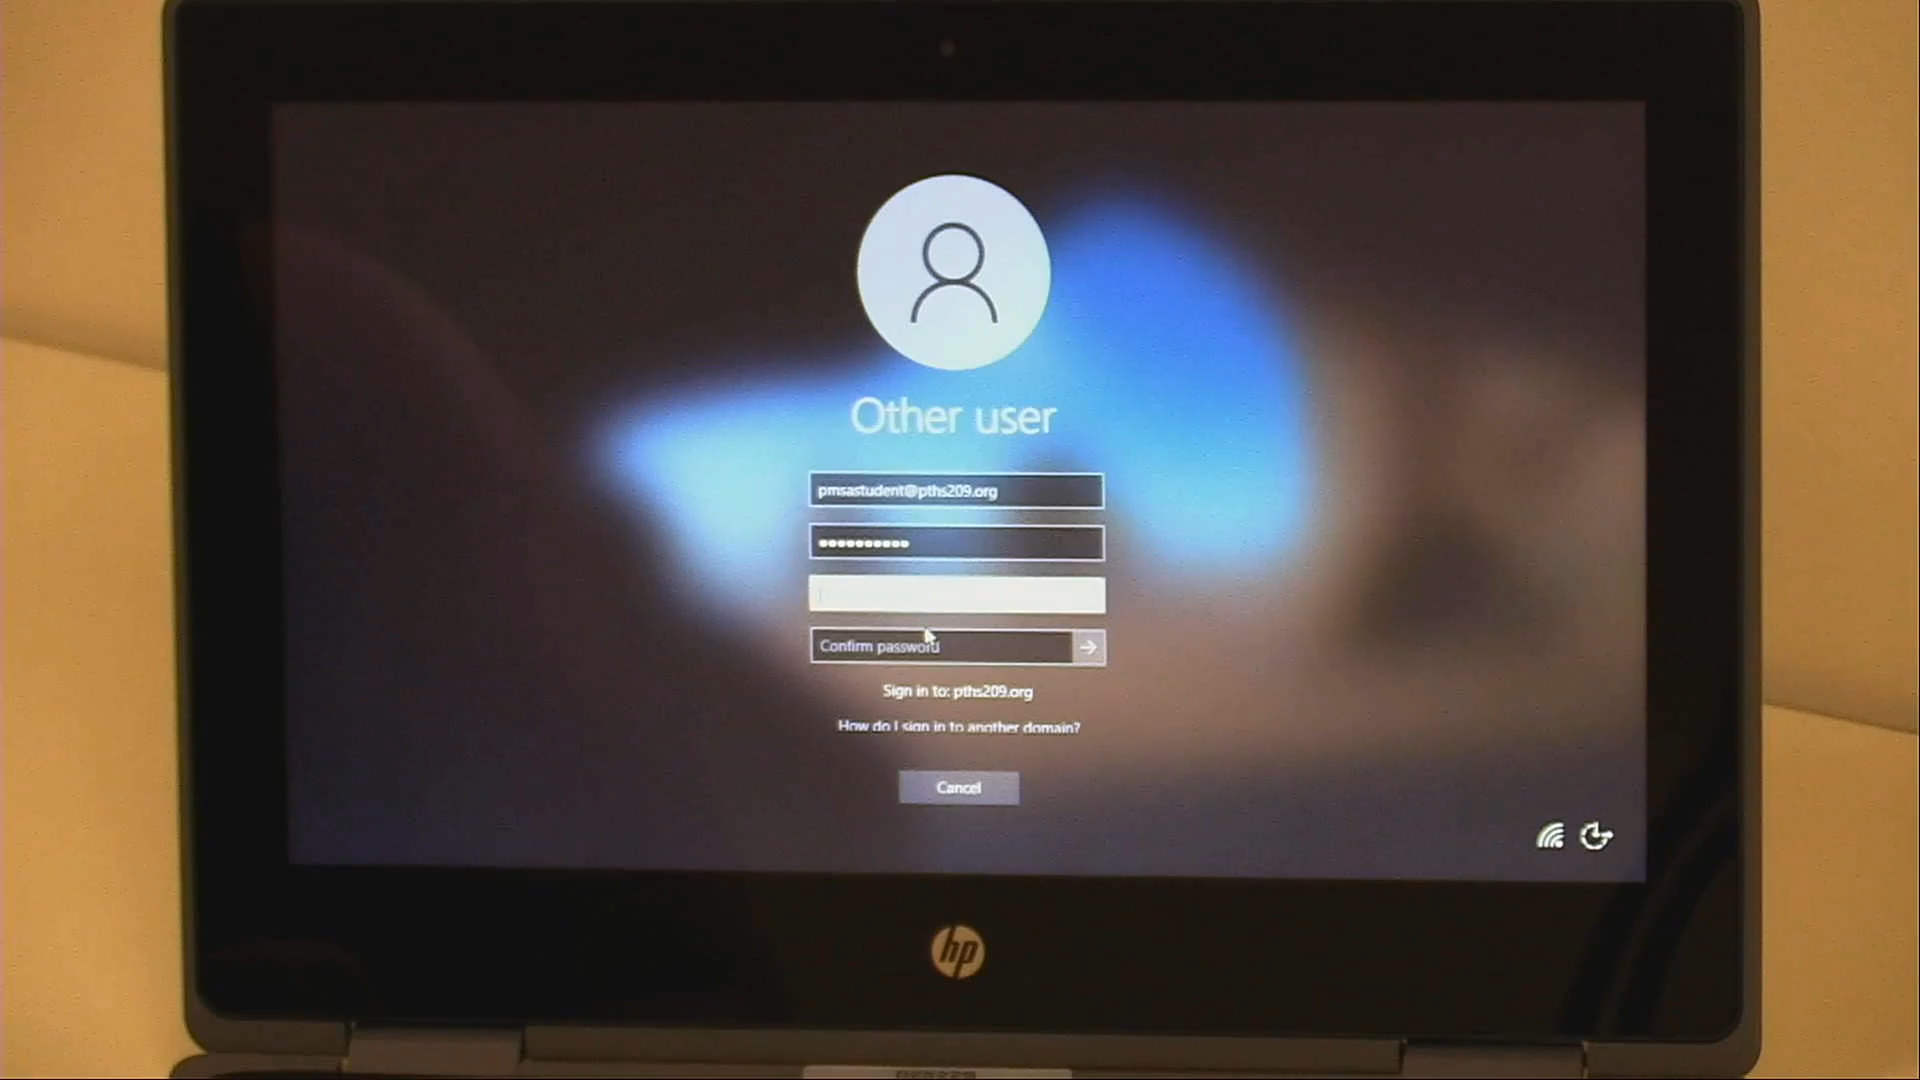 Other user
pmsastudent@pths209.org
Confirm password
Sign in to: pths209.org
How do I sign in to another domain?
Cancel
hp